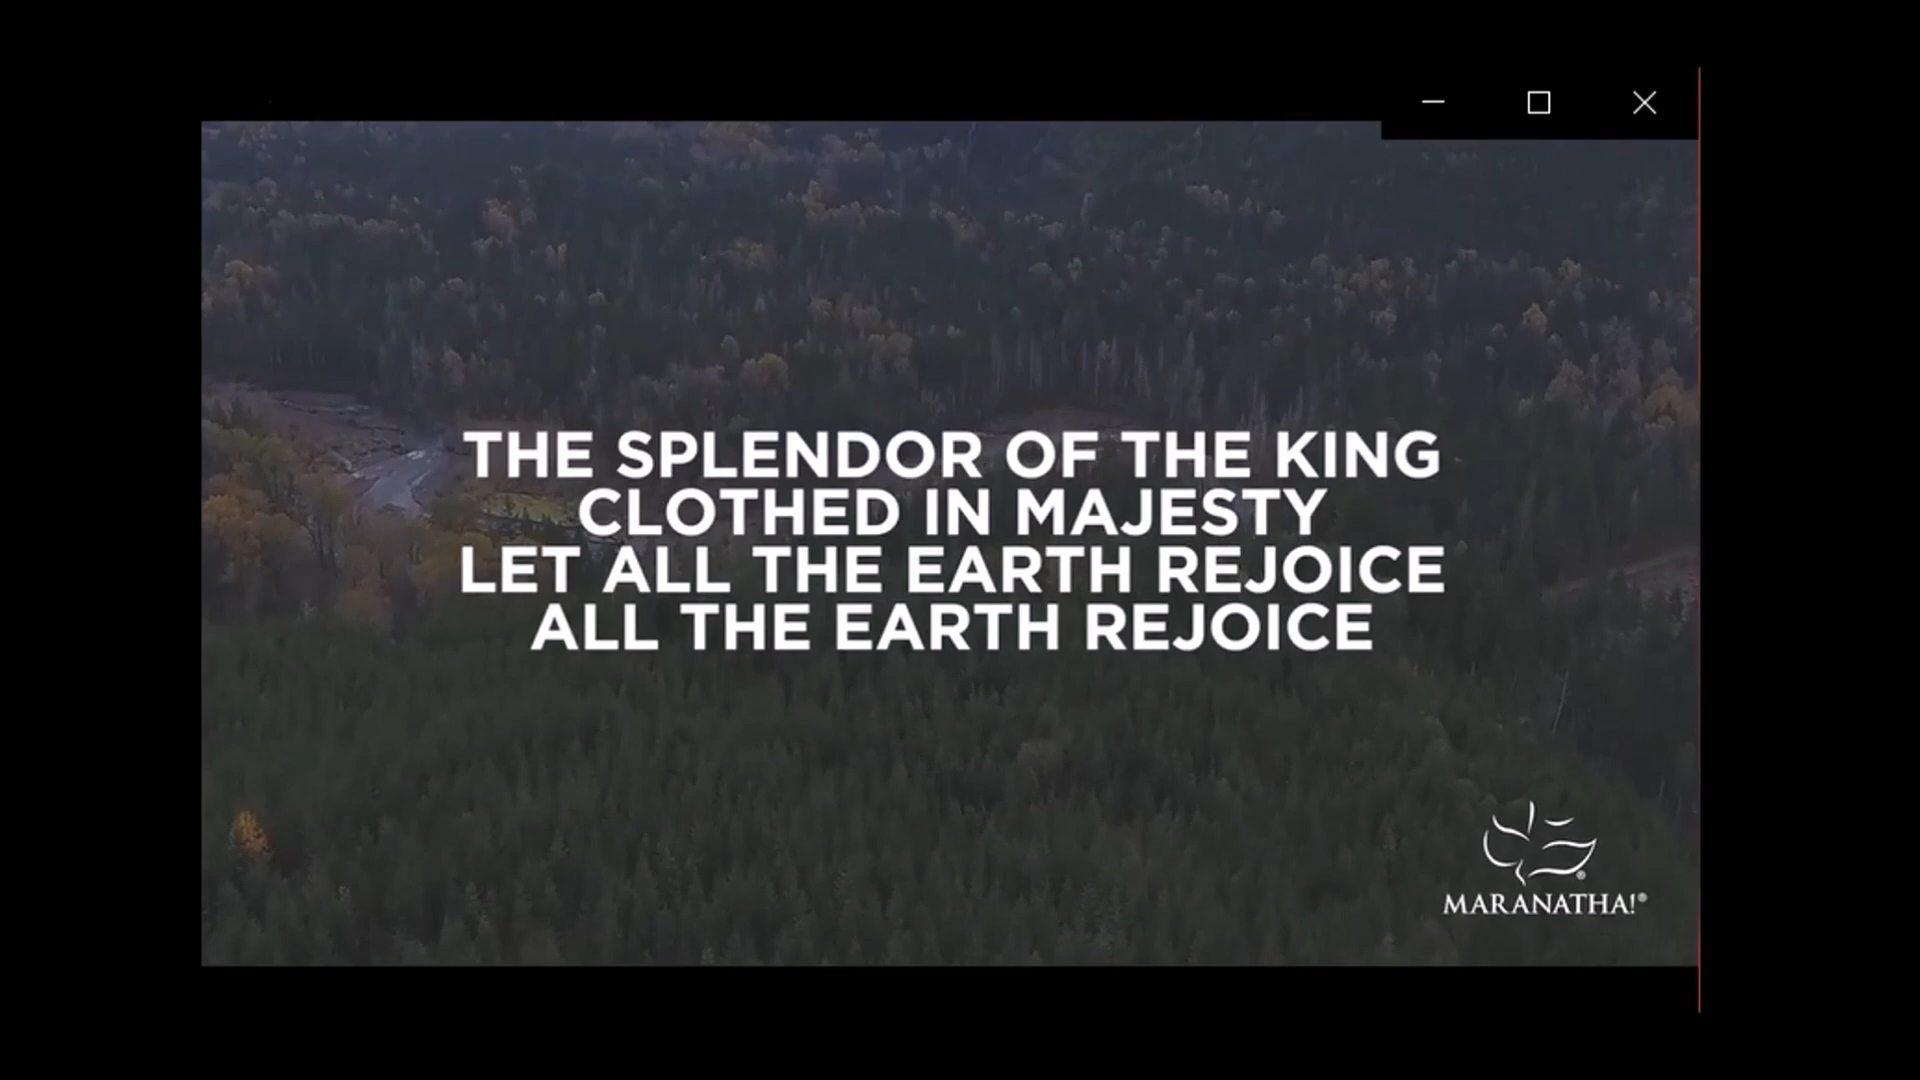 THE SPLENDOR OF THE KING
CLOTHED IN MAJESTY
LET ALL THE EARTH REJOICE
ALL THE EARTH REJOICE
MARANATHA!®